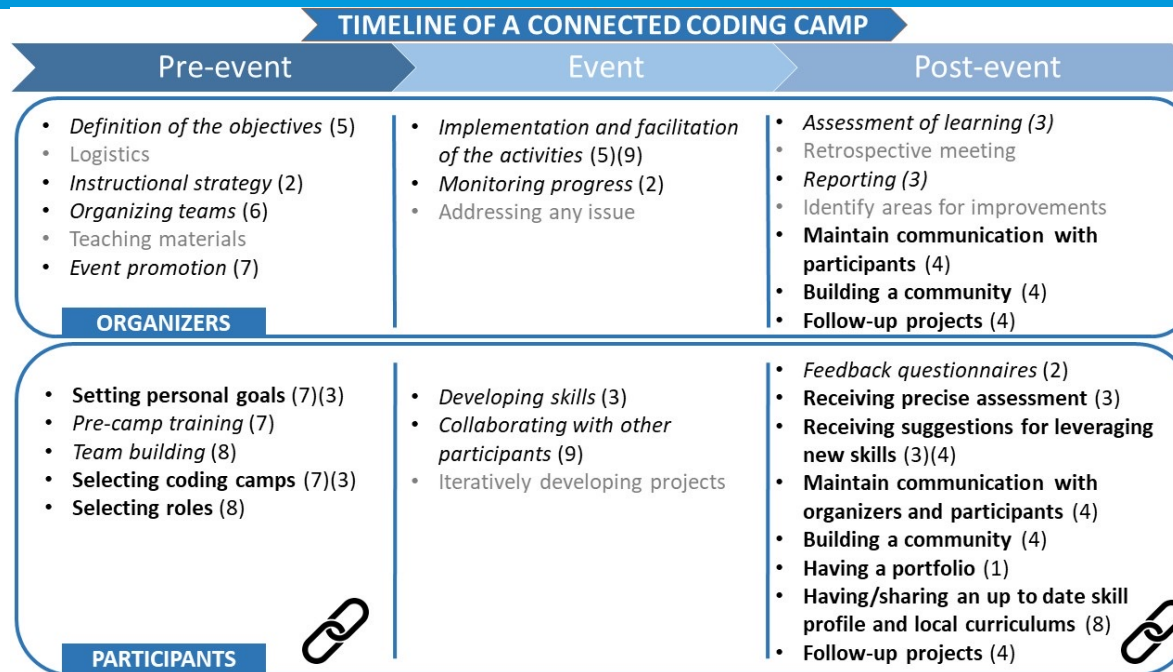 TIMELINE OF A CONNECTED CODING CAMP
Pre-event
Event
Post-event
• Definition of the objectives (5)
• Logistics
• Instructional strategy (2)
• Organizing teams (6)
• Teaching materials
• Event promotion (7)
ORGANIZERS
• Implementation and facilitation
of the activities (5)(9)
• Monitoring progress (2)
• Addressing any issue
• Assessment of learning (3)
• Retrospective meeting
• Reporting (3)
• Identify areas for improvements
• Maintain communication with
participants (4)
• Building a community (4)
• Follow-up projects (4)
• Setting personal goals (7)(3)
• Pre-camp training (7)
• Team building (8)
• Selecting coding camps (7)(3)
• Selecting roles (8)
PARTICIPANTS
• Developing skills (3)
• Collaborating with other
participants (9)
• Iteratively developing projects
• Feedback questionnaires (2)
• Receiving precise assessment (3)
• Receiving suggestions for leveraging
new skills (3)(4)
• Maintain communication with
organizers and participants (4)
• Building a community (4)
• Having a portfolio (1)
• Having/sharing an up to date skill
profile and local curriculums (8)
• Follow-up projects (4)